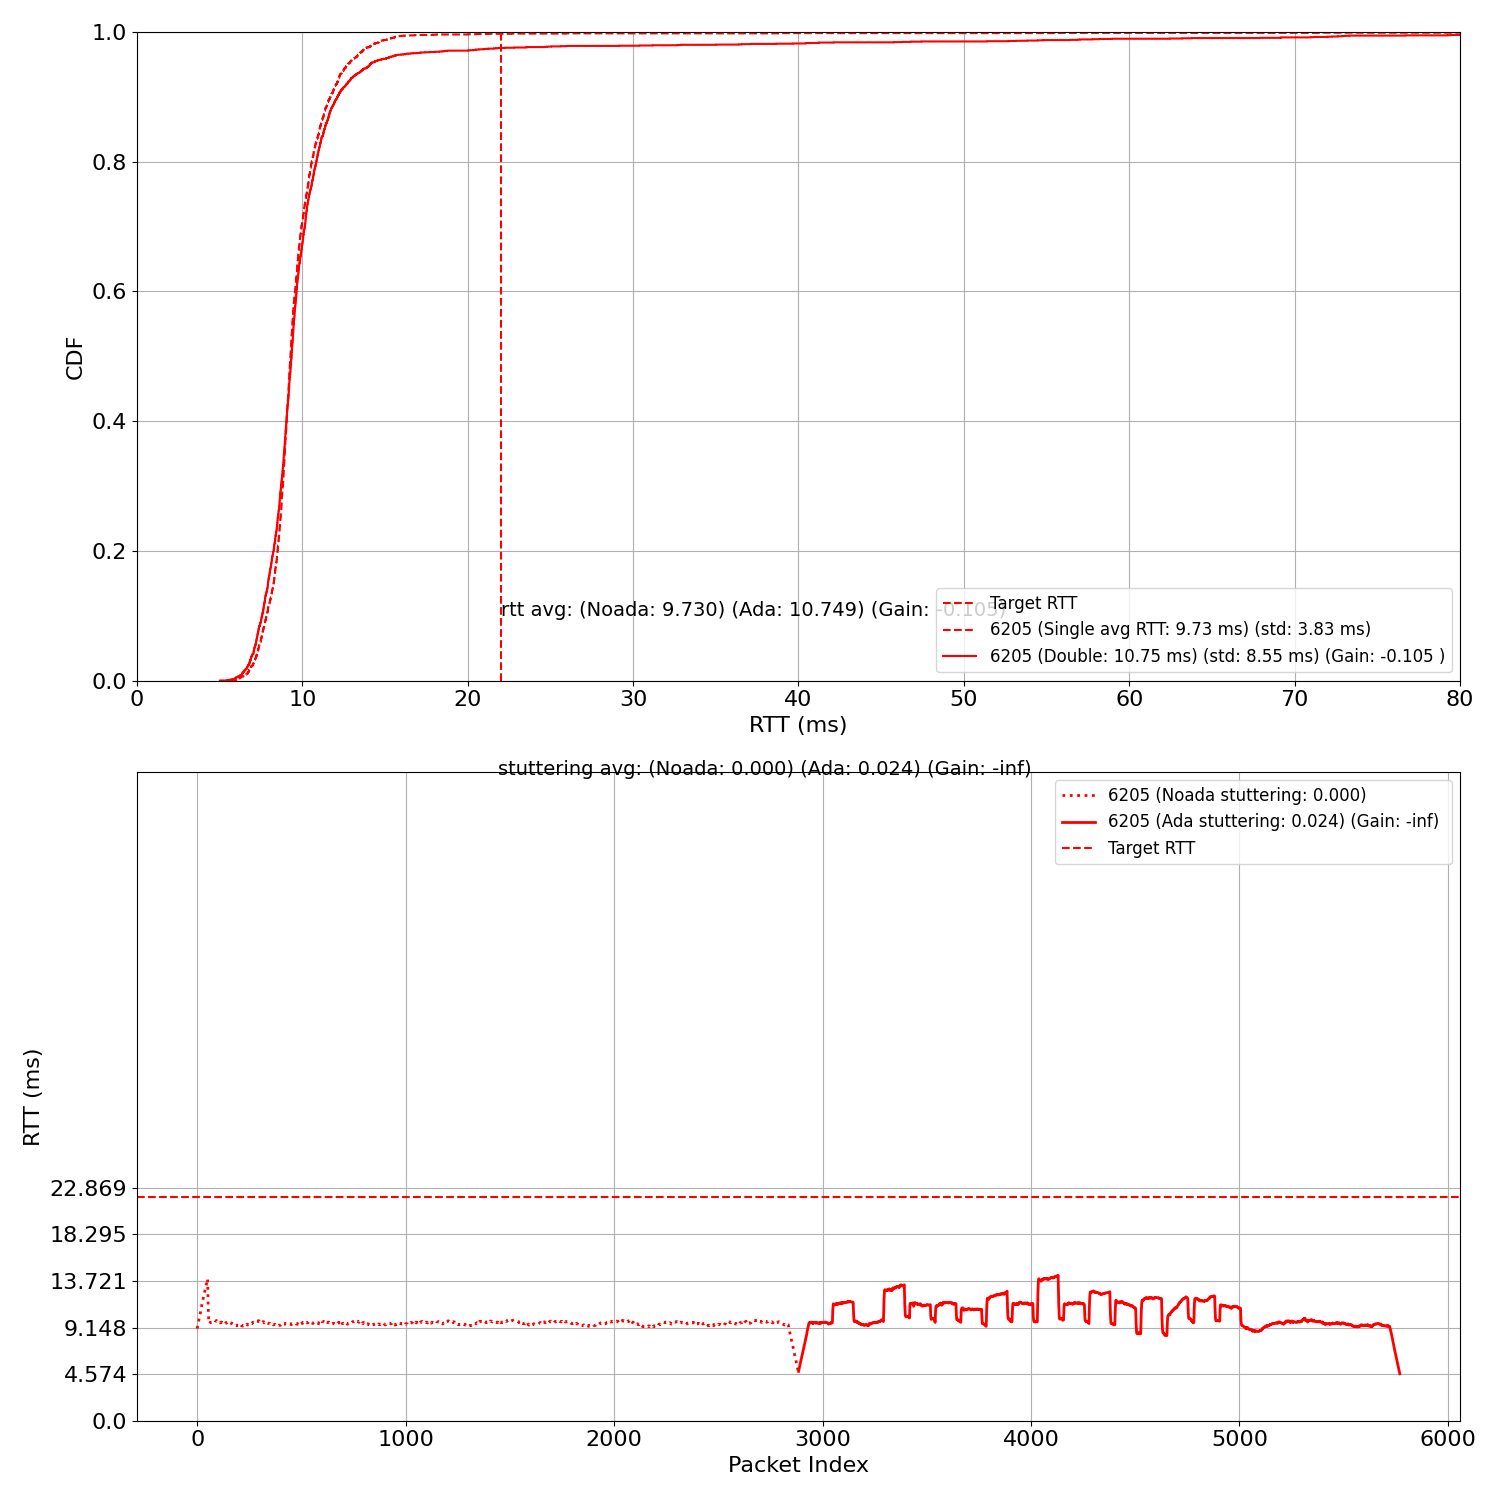 1.0
0.8
0.6
0.4
0.2
0.0
CDF
rtt avg: (Noada: 9.730) (Ada: 10.749) (Gain: -0.105)
Target RTT
6205 (Single avg RTT: 9.73 ms) (std: 3.83 ms)
6205 (Double: 10.75 ms) (std: 8.55 ms) (Gain: -0.105 )
0 10 20 30 40 50 60 70 80
RTT (ms)
stuttering avg: (Noada: 0.000) (Ada: 0.024) (Gain: -inf)
6205 (Noada stuttering: 0.000)
6205 (Ada stuttering: 0.024) (Gain: -inf)
Target RTT
RTT (ms)
22.869
18.295
13.721
9.148
4.574
0.0
0 1000 2000 3000 4000 5000 6000
Packet Index